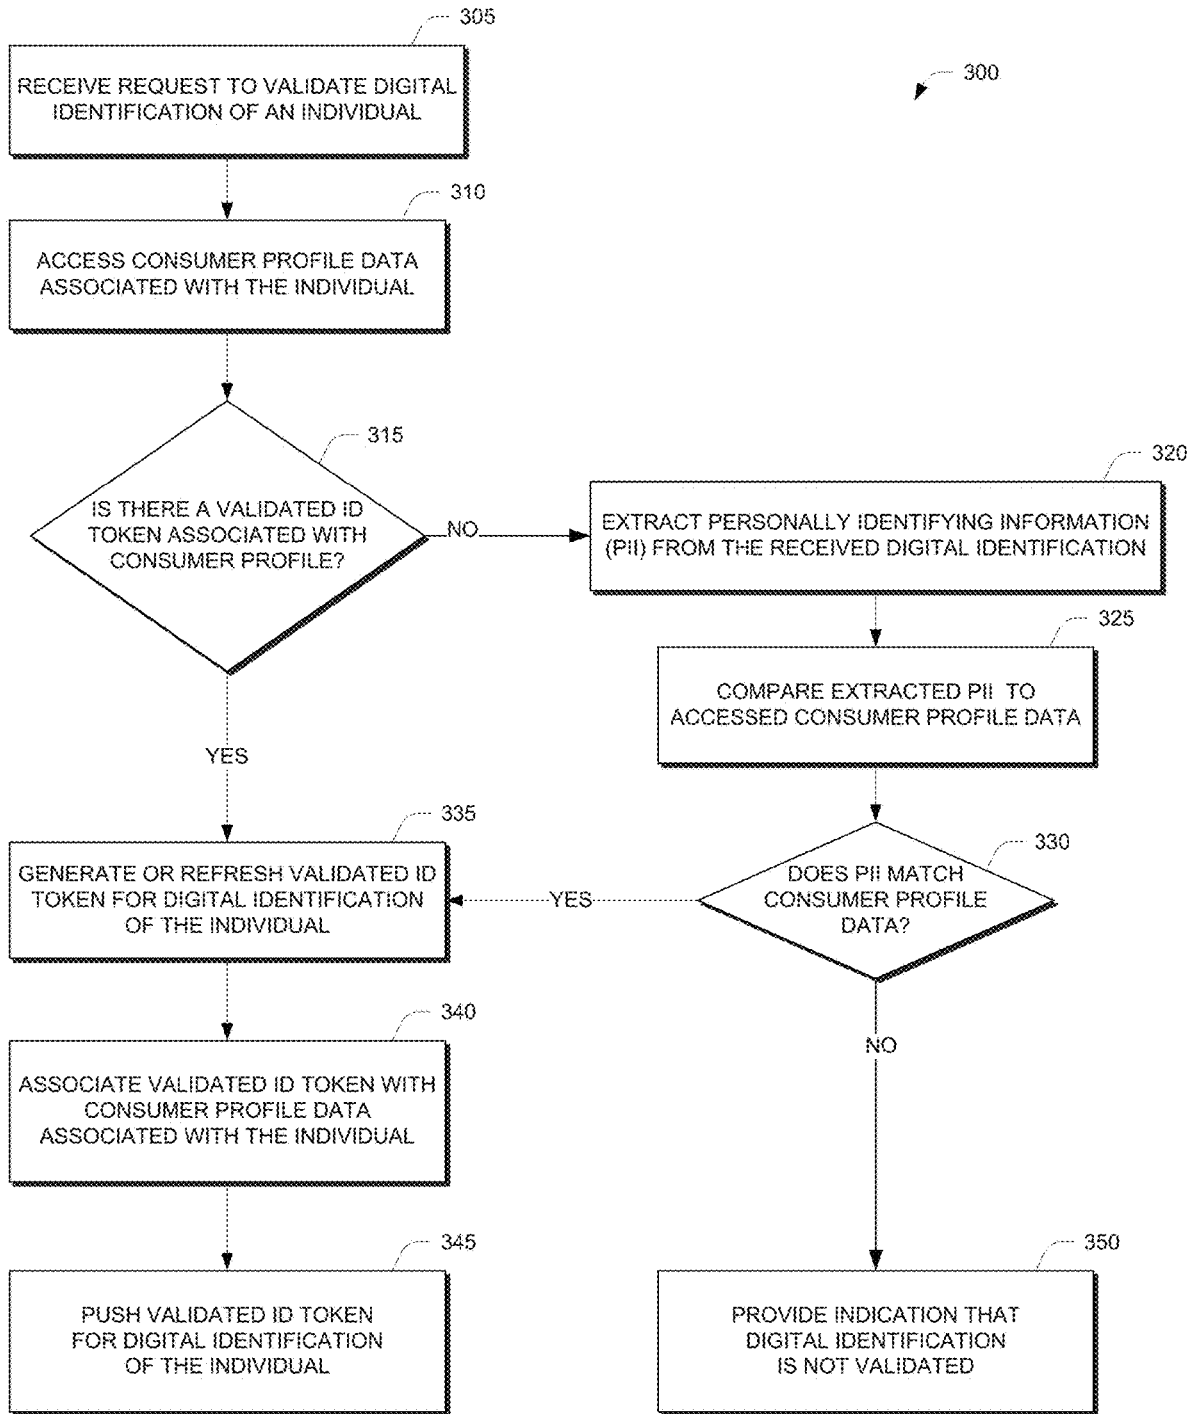 305
RECEIVE REQUEST TO VALIDATE DIGITAL
IDENTIFICATION OF AN INDIVIDUAL
300
310
ACCESS CONSUMER PROFILE DATA
ASSOCIATED WITH THE INDIVIDUAL
315
IS THERE A VALIDATED ID
TOKEN ASSOCIATED WITH
CONSUMER PROFILE?
NO
320
EXTRACT PERSONALLY IDENTIFYING INFORMATION
(PII) FROM THE RECEIVED DIGITAL IDENTIFICATION
325
COMPARE EXTRACTED PII TO
ACCESSED CONSUMER PROFILE DATA
YES
330
DOES PII MATCH
CONSUMER PROFILE
DATA?
YES
335
GENERATE OR REFRESH VALIDATED ID
TOKEN FOR DIGITAL IDENTIFICATION
OF THE INDIVIDUAL
340
ASSOCIATE VALIDATED ID TOKEN WITH
CONSUMER PROFILE DATA
ASSOCIATED WITH THE INDIVIDUAL
NO
345
PUSH VALIDATED ID TOKEN
FOR DIGITAL IDENTIFICATION
OF THE INDIVIDUAL
350
PROVIDE INDICATION THAT
DIGITAL IDENTIFICATION
IS NOT VALIDATED